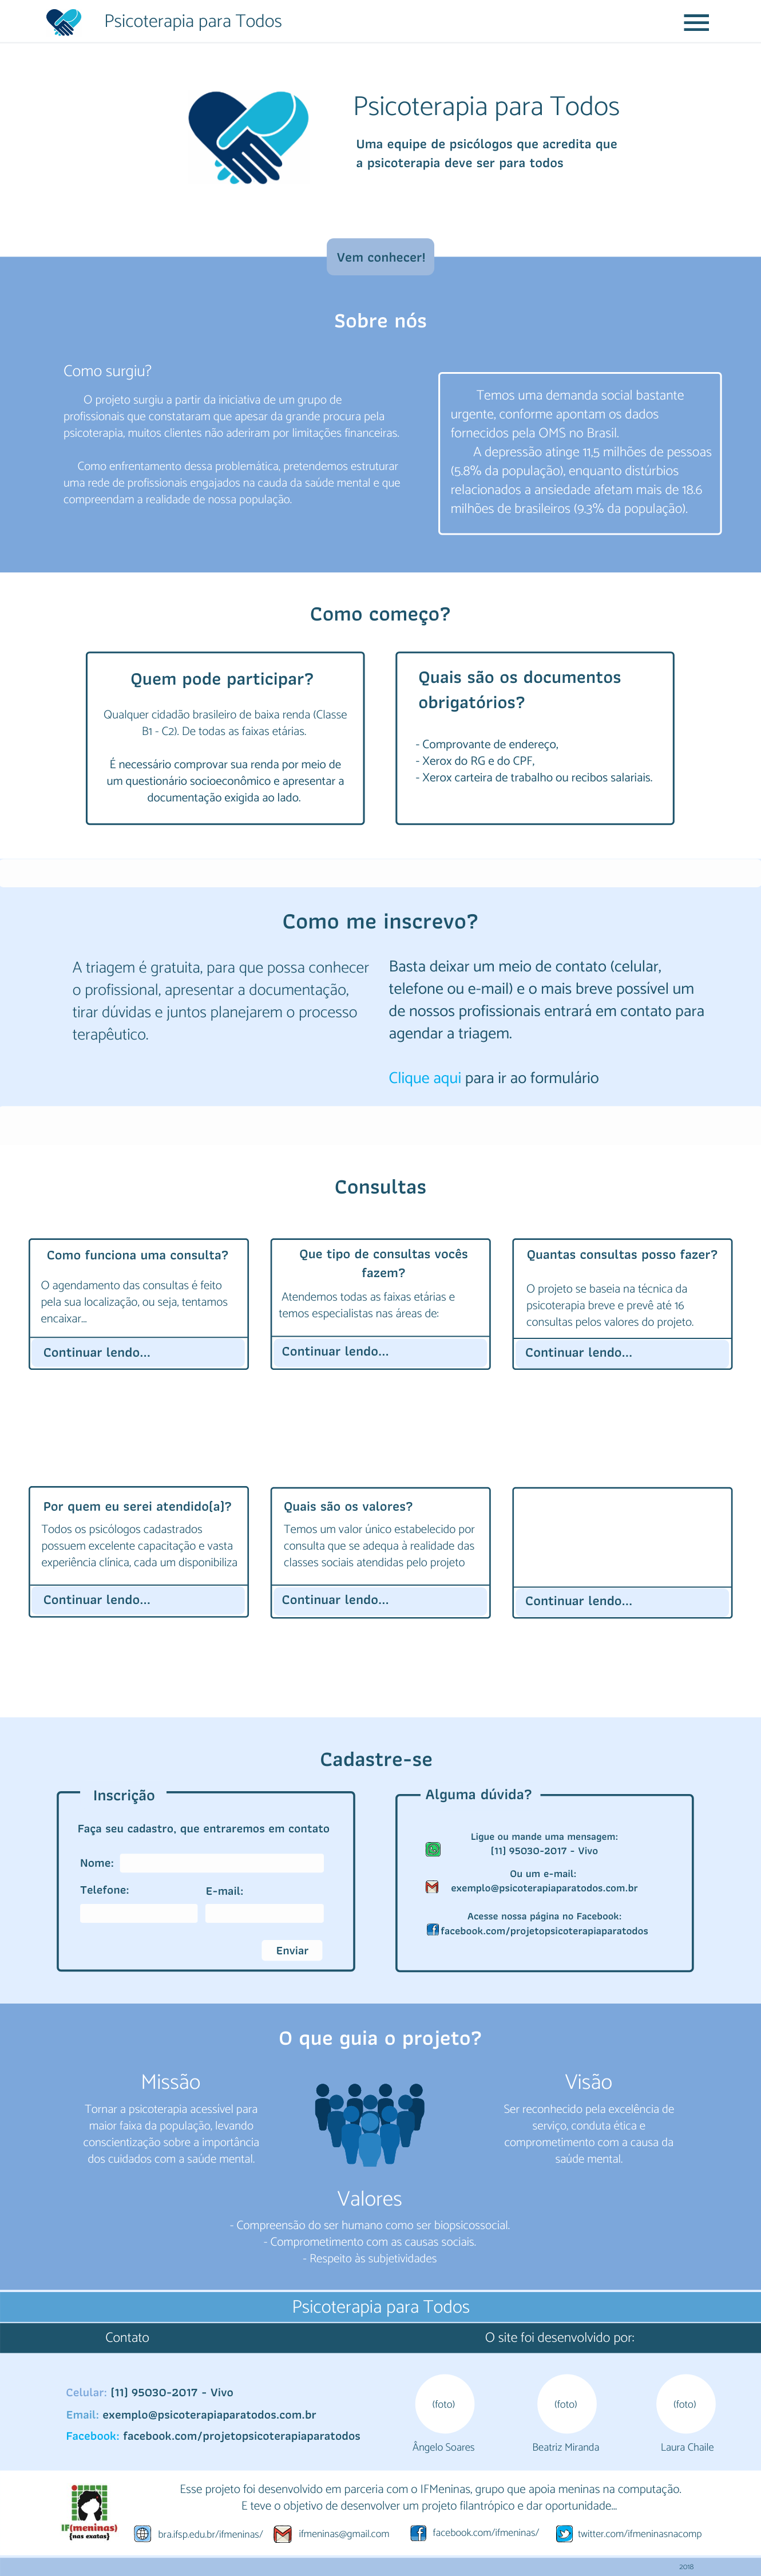 Psicoterapia para Todos
Psicoterapia para Todos
Uma equipe de psicólogos que acredita que
a psicoterapia deve ser para todos
Vem conhecer!
Sobre nós
Como surgiu?
O projeto surgiu a partir da iniciativa de um grupo de
profissionais que constataram que apesar da grande procura pela
psicoterapia, muitos clientes não aderiram por limitações financeiras.
Como enfrentamento dessa problemática, pretendemos estruturar
uma rede de profissionais engajados na cauda da saúde mental e que
compreendam a realidade de nossa população.
Temos uma demanda social bastante
urgente, conforme apontam os dados
fornecidos pela OMS no Brasil.
A depressão atinge 11,5 milhões de pessoas
(5.8% da população), enquanto distúrbios
relacionados a ansiedade afetam mais de 18.6
milhões de brasileiros (9.3% da população).
Como começo?
Quem pode participar?
Qualquer cidadão brasileiro de baixa renda (Classe
B1 - C2). De todas as faixas etárias.
É necessário comprovar sua renda por meio de
um questionário socioeconômico e apresentar a
documentação exigida ao lado.
Quais são os documentos
obrigatórios?
- Comprovante de endereço,
- Xerox do RG e do CPF,
- Xerox carteira de trabalho ou recibos salariais.
Como me inscrevo?
A triagem é gratuita, para que possa conhecer
o profissional, apresentar a documentação,
tirar dúvidas e juntos planejarem o processo
terapêutico.
Basta deixar um meio de contato (celular,
telefone ou e-mail) e o mais breve possível um
de nossos profissionais entrará em contato para
agendar a triagem.
Clique aqui para ir ao formulário
Consultas
Como funciona uma consulta?
O agendamento das consultas é feito
pela sua localização, ou seja, tentamos
encaixar...
Continuar lendo...
Que tipo de consultas vocês
fazem?
Atendemos todas as faixas etárias e
temos especialistas nas áreas de:
Continuar lendo...
Quantas consultas posso fazer?
O projeto se baseia na técnica da
psicoterapia breve e prevê até 16
consultas pelos valores do projeto.
Continuar lendo...
Por quem eu serei atendido(a)?
Todos os psicólogos cadastrados
possuem excelente capacitação e vasta
experiência clínica, cada um disponibiliza
Continuar lendo...
Quais são os valores?
Temos um valor único estabelecido por
consulta que se adequà à realidade das
classes sociais atendidas pelo projeto
Continuar lendo...
Continuar lendo...
Cadastre-se
Inscrição
Faça seu cadastro, que entraremos em contato
Nome:
Telefone:
E-mail:
Enviar
Alguma dúvida?
Ligue ou mande uma mensagem:
(11) 95030-2017 - Vivo
Ou um e-mail:
exemplo@psicoterapiaparatodos.com.br
Acesse nossa página no Facebook:
facebook.com/projetopsicoterapiaparatodos
O que guia o projeto?
Missão
Tornar a psicoterapia acessível para
maior faixa da população, levando
conscientização sobre a importância
dos cuidados com a saúde mental.
Visão
Ser reconhecido pela excelência de
serviço, conduta ética e
comprometimento com a causa da
saúde mental.
Valores
- Compreensão do ser humano como ser biopsicossocial.
- Comprometimento com as causas sociais.
- Respeito às subjetividades
Psicoterapia para Todos
Contato
O site foi desenvolvido por:
Celular: (11) 95030-2017 - Vivo
Email: exemplo@psicoterapiaparatodos.com.br
Facebook: facebook.com/projetopsicoterapiaparatodos
(foto)
(foto)
(foto)
Ângelo Soares
Beatriz Miranda
Laura Chaile
Esse projeto foi desenvolvido em parceria com o IFMeninas, grupo que apoia meninas na computação.
E teve o objetivo de desenvolver um projeto filantrópico e dar oportunidade...
IF(meninas)
(nas exatas)
bra.ifsp.edu.br/ifmeninas/
ifmeninas@gmail.com
facebook.com/ifmeninas/
twitter.com/ifmeninasnacomp
2018